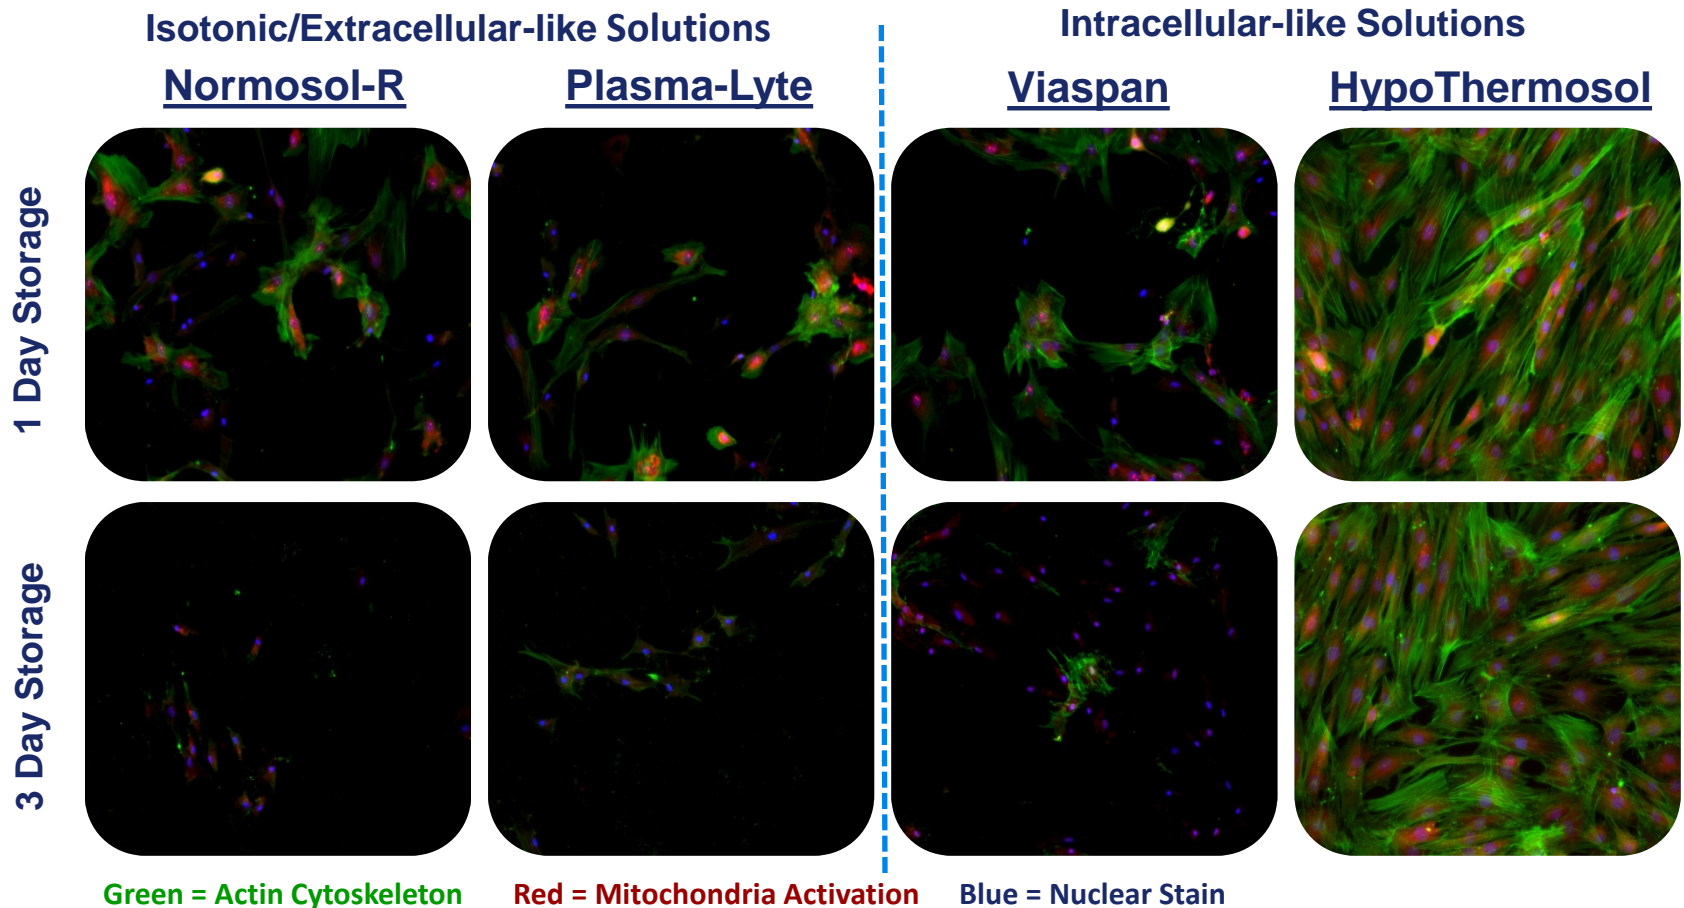 Isotonic/Extracellular-like Solutions
Intracellular-like Solutions
Normosol-R
Plasma-Lyte
Viaspan
HypoThermosol
1 Day Storage
3 Day Storage
Green = Actin Cytoskeleton
Red = Mitochondria Activation
Blue = Nuclear Stain